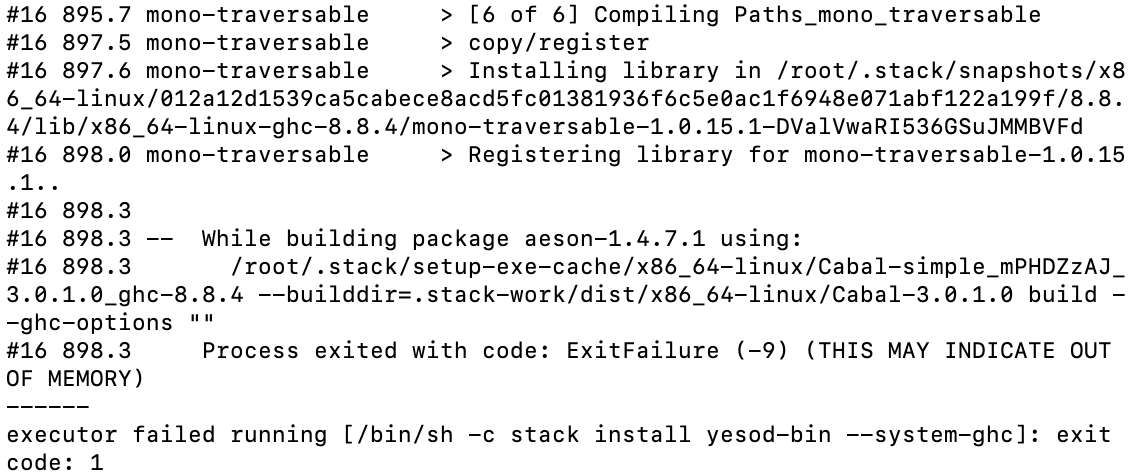 #16 895.7 mono-traversable     > [6 of 6] Compiling Paths_mono_traversable
#16 897.5 mono-traversable     > copy/register
#16 897.6 mono-traversable     > Installing library in /root/.stack/snapshots/x8
6_64-linux/012a12d1539ca5cabece8acd5fc01381936f6c5e0ac1f6948e071abf122a199f/8.8.
4/lib/x86_64-linux-ghc-8.8.4/mono-traversable-1.0.15.1-DValVwaRI536GSuJMMBVFd
#16 898.0 mono-traversable     > Registering library for mono-traversable-1.0.15
.1..
#16 898.3
#16 898.3 --  While building package aeson-1.4.7.1 using:
#16 898.3       /root/.stack/setup-exe-cache/x86_64-linux/Cabal-simple_mPHDZzAJ_
3.0.1.0_ghc-8.8.4 --builddir=.stack-work/dist/x86_64-linux/Cabal-3.0.1.0 build -
-ghc-options ""
#16 898.3     Process exited with code: ExitFailure (-9) (THIS MAY INDICATE OUT
OF MEMORY)
------
executor failed running [/bin/sh -c stack install yesod-bin --system-ghc]: exit
code: 1